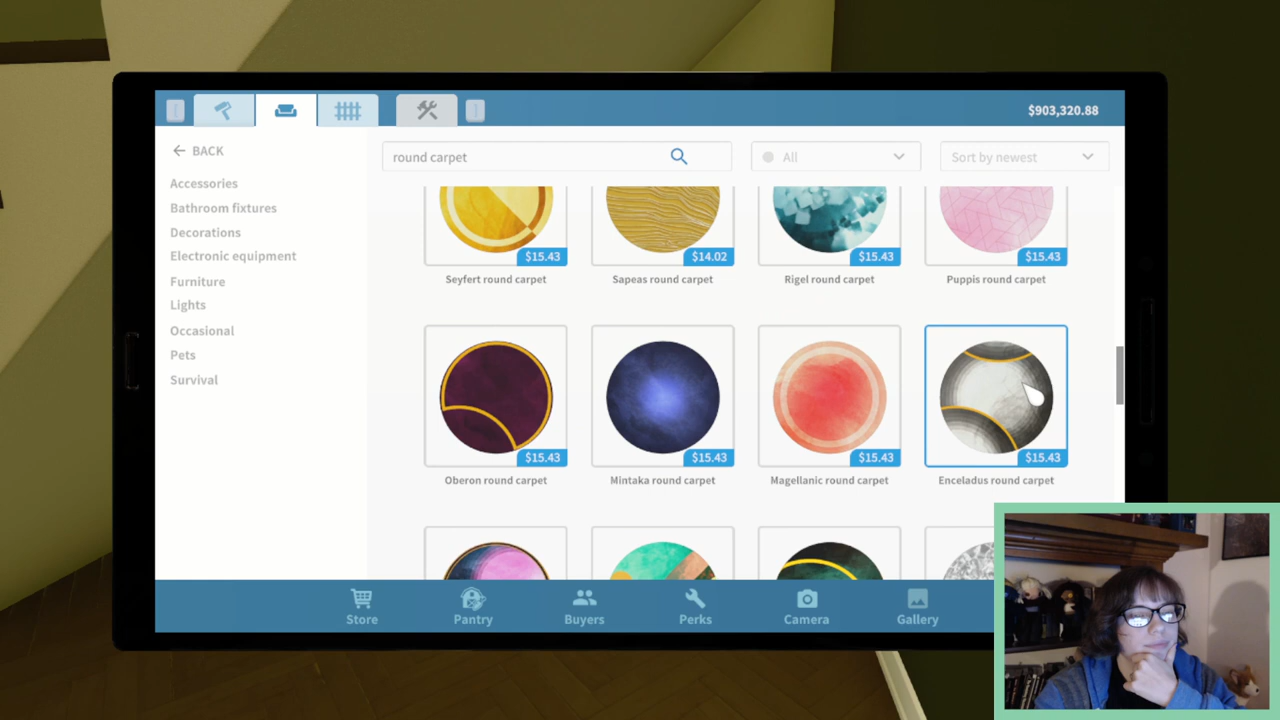 $903,320.88
BACK
round carpet
All
Sort by newest
Accessories
Bathroom fixtures
Decorations
Electronic equipment
Furniture
Lights
Occasional
Pets
Survival
$15.43
$14.02
$15.43
$15.43
Seyfert round carpet
Sapeas round carpet
Rigel round carpet
Puppis round carpet
$15.43
$15.43
$15.43
$15.43
Oberon round carpet
Mintaka round carpet
Magellanic round carpet
Enceladus round carpet
Store
Pantry
Buyers
Perks
Camera
Gallery